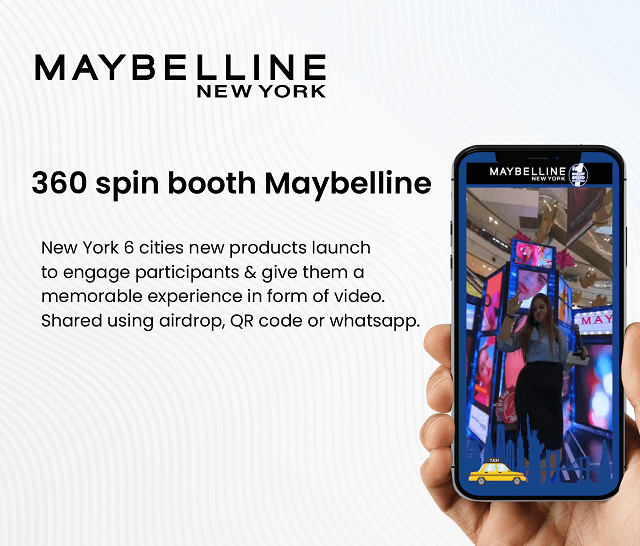 MAYBELLINE
NEW YORK
360 spin booth Maybelline
New York 6 cities new products launch
to engage participants & give them a
memorable experience in form of video.
Shared using airdrop, QR code or whatsapp.
MAYBELLINE
NEW YORK
MAY
TAXI